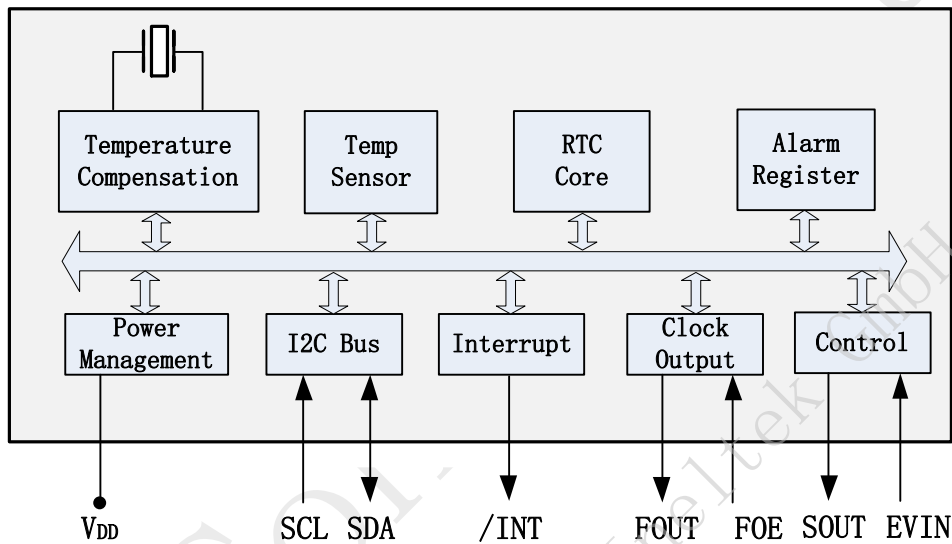 Temperature
Compensation
Temp
Sensor
RTC
Core
Alarm
Register
Power
Management
I2C Bus
Interrupt
Clock
Output
Control
VDD
SCL
SDA
/INT
FOUT
FOE
SOUT
EVIN
GmbH